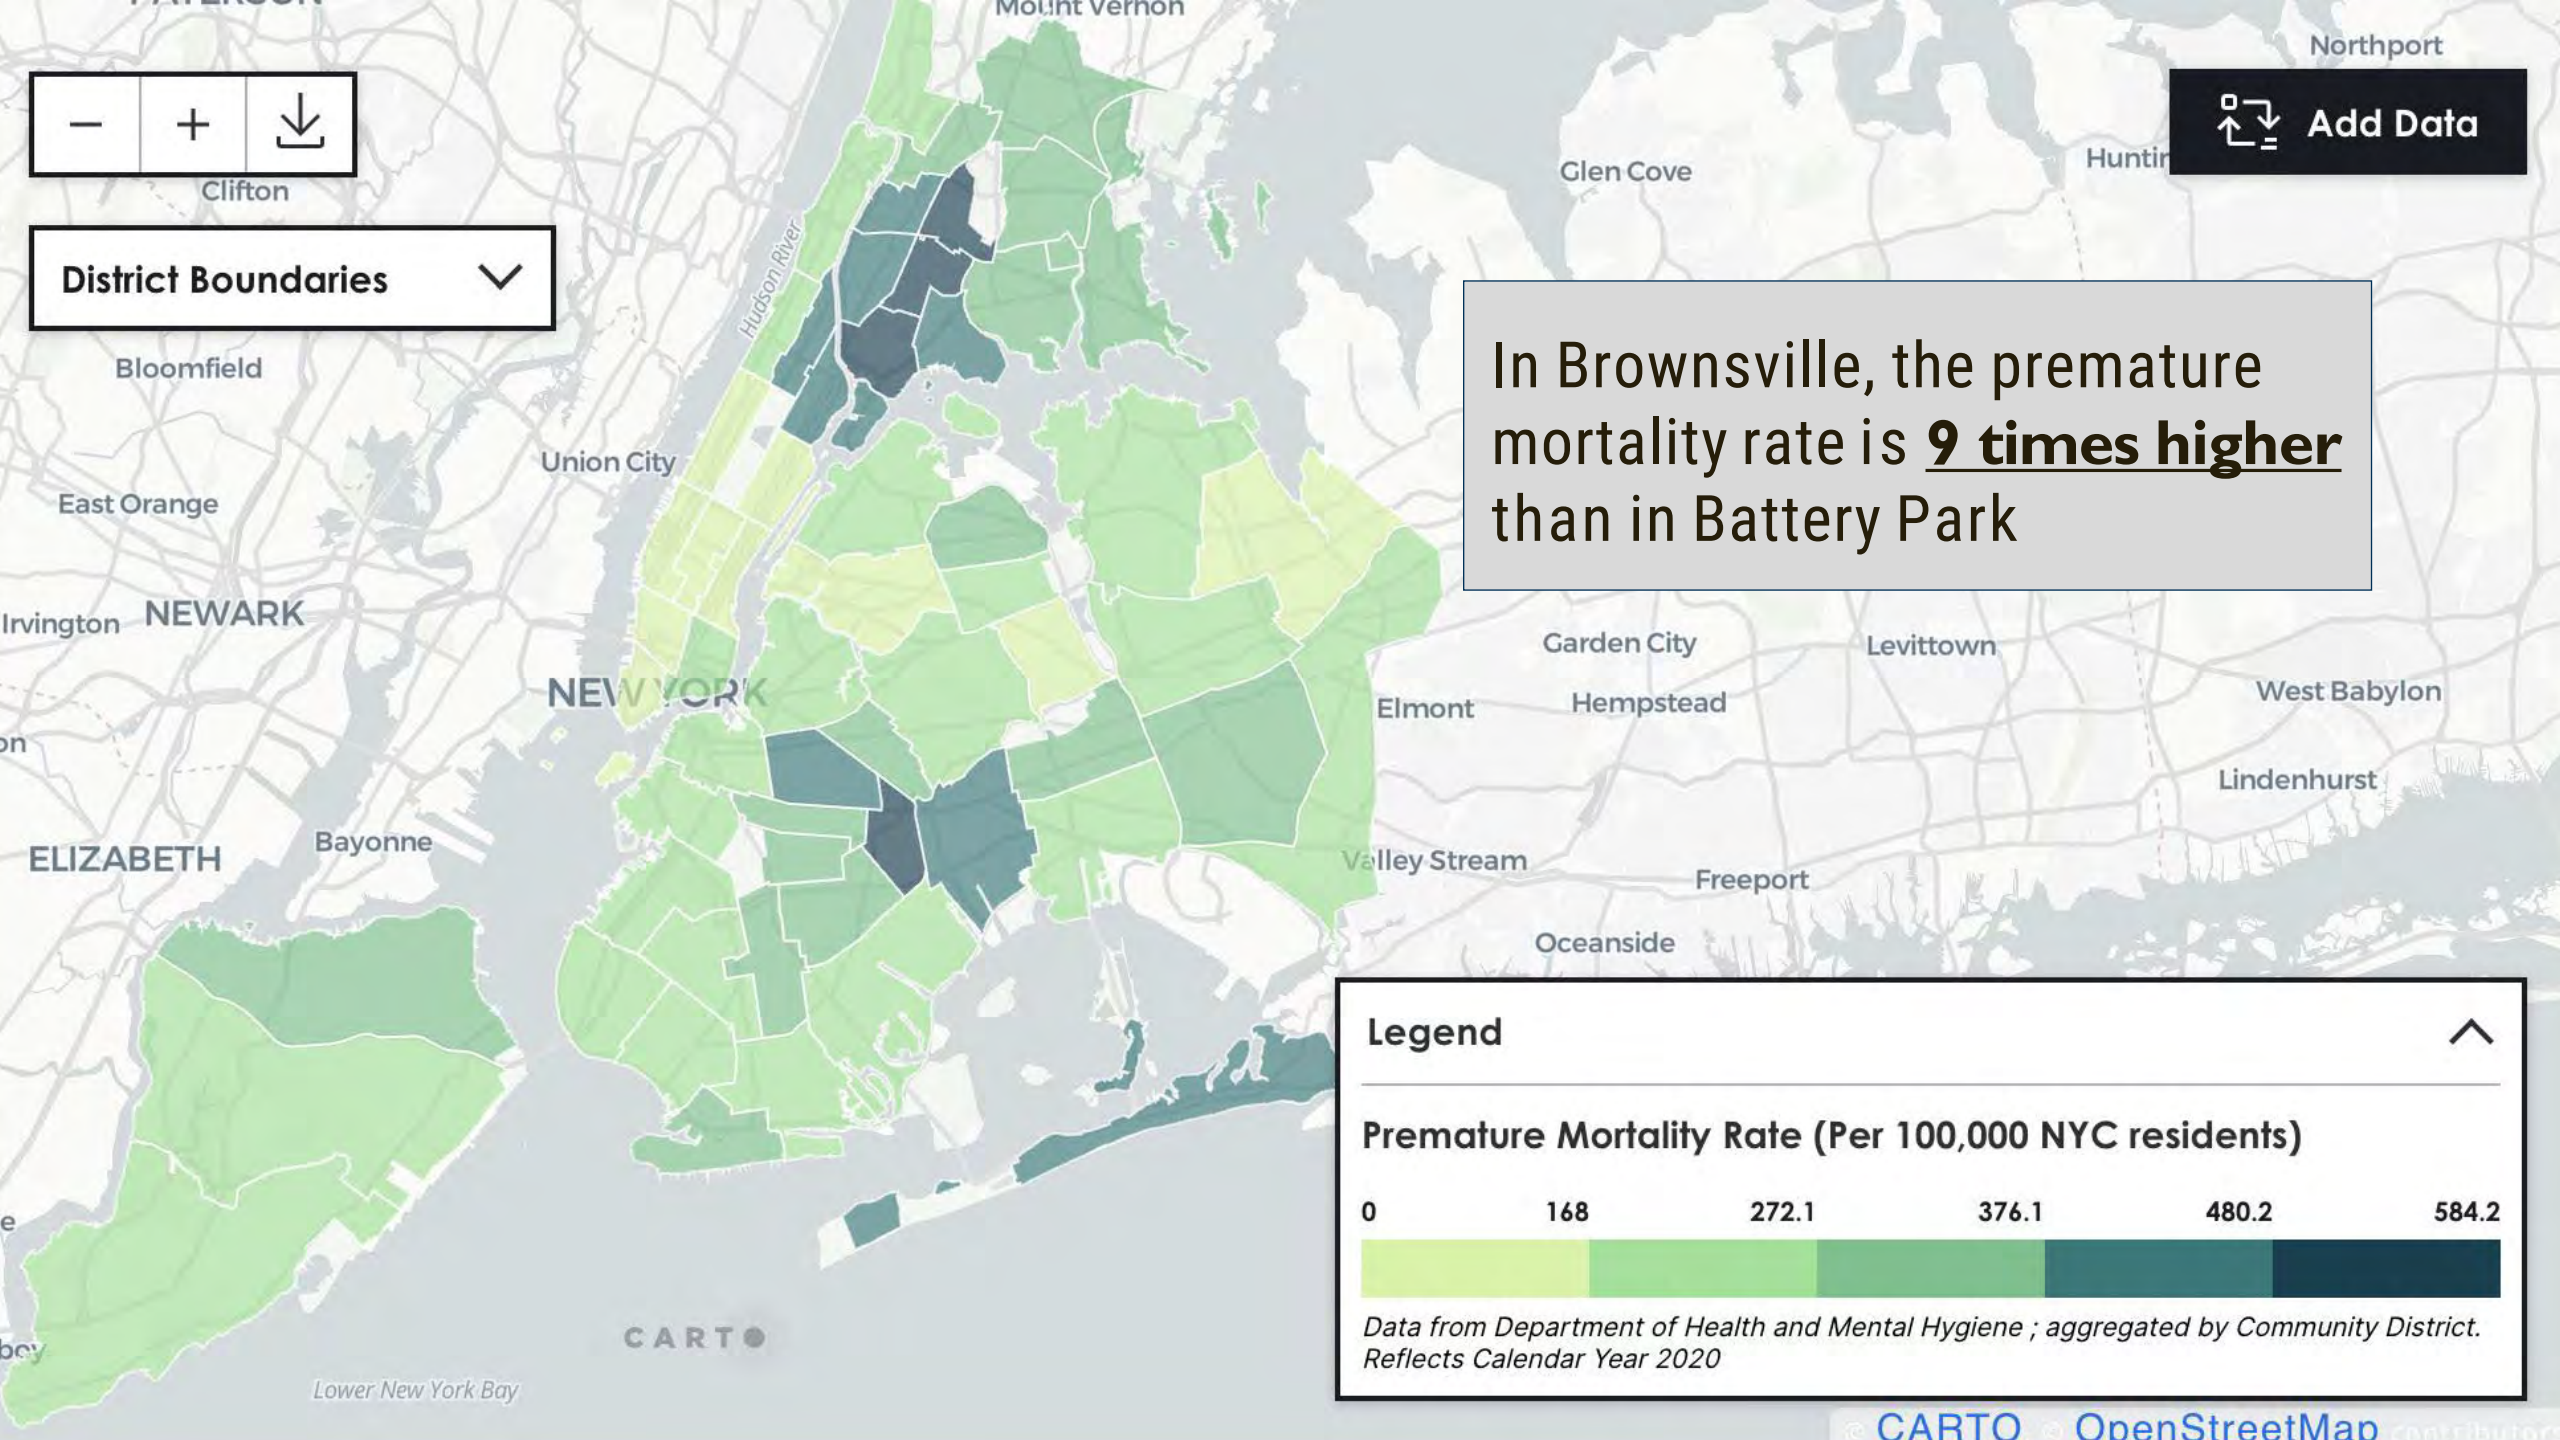 Mount Vernon
Northport
Add Data
Clifton
Glen Cove
Huntin
District Boundaries
Hudson River
Bloomfield
In Brownsville, the premature
mortality rate is 9 times higher
than in Battery Park
Union City
East Orange
Irvington
NEWARK
Garden City
Levittown
NEW YORK
Elmont
Hempstead
West Babylon
on
Lindenhurst
ELIZABETH
Bayonne
Valley Stream
Freeport
Oceanside
Legend
Premature Mortality Rate (Per 100,000 NYC residents)
0 168 272.1 376.1 480.2 584.2
Data from Department of Health and Mental Hygiene ; aggregated by Community District.
Reflects Calendar Year 2020
e
CARTO
boy
Lower New York Bay
© CARTO © OpenStreetMap contributors